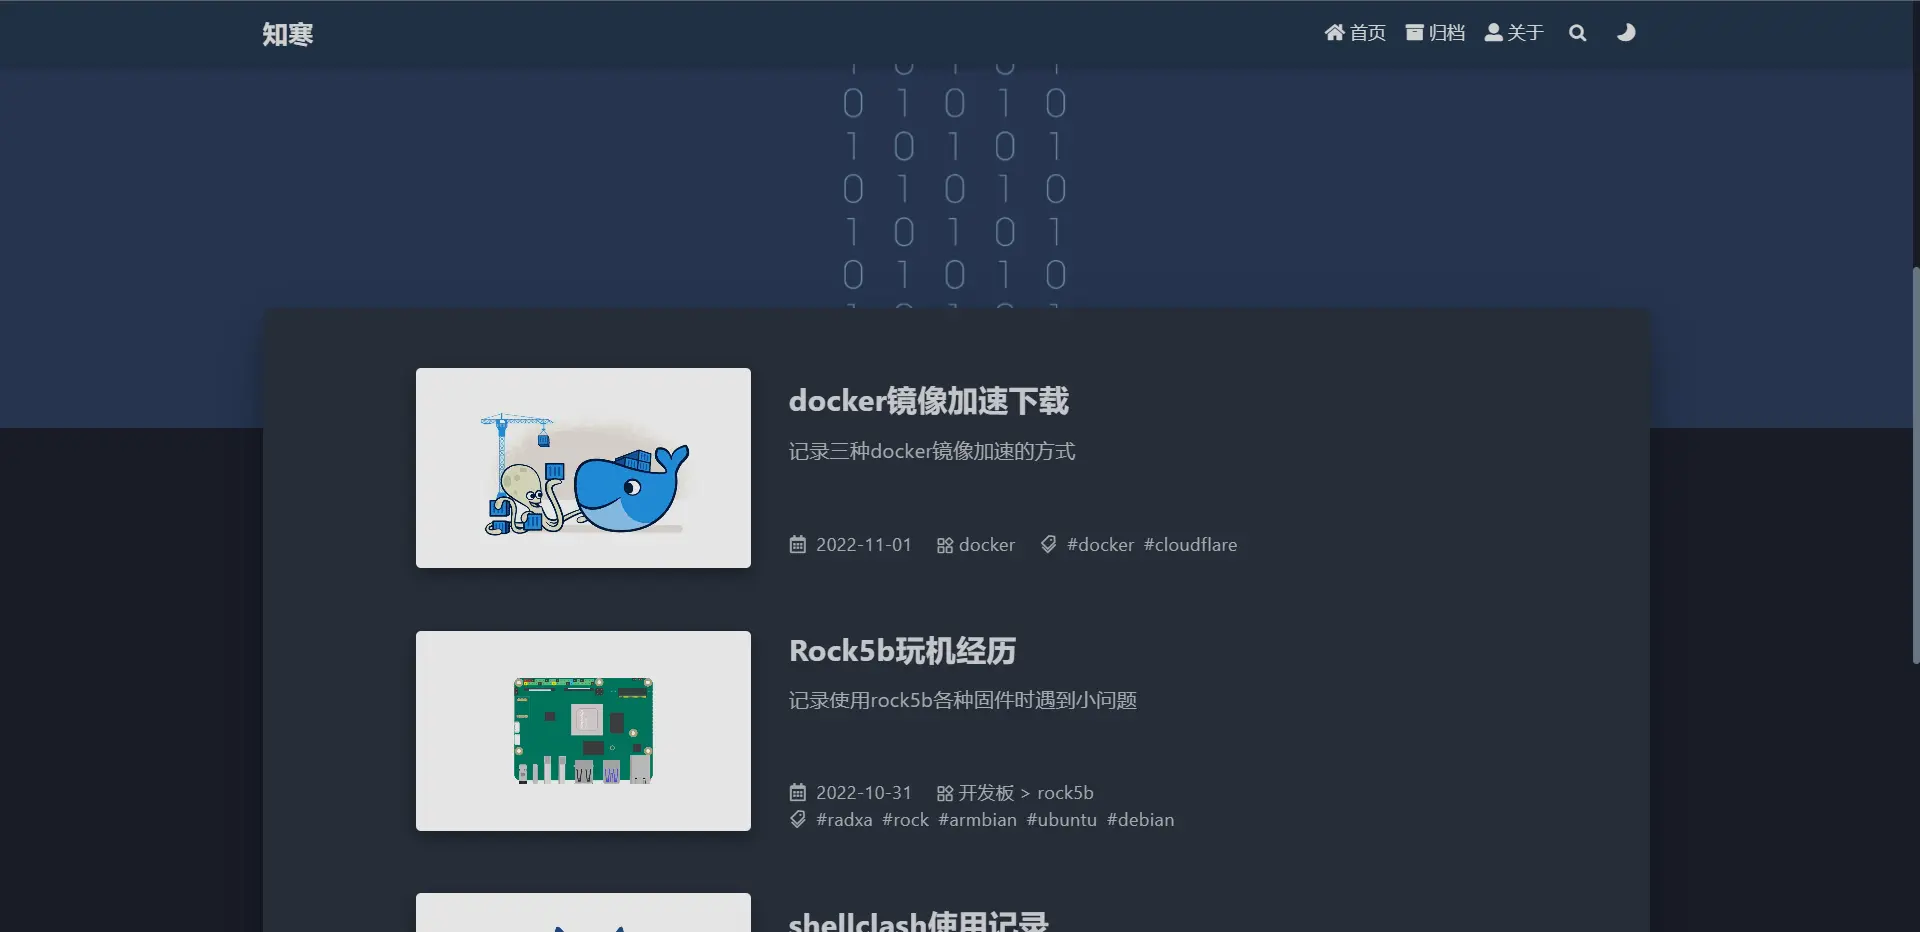 知寒
首页 归档 关于
0 1 0 1 0
1 0 1 0 1
0 1 0 1 0
1 0 1 0 1
0 1 0 1 0
docker镜像加速下载
记录三种docker镜像加速的方式
2022-11-01 docker #docker #cloudflare
Rock5b玩机经历
记录使用rock5b各种固件时遇到小问题
2022-10-31 开发板 > rock5b
#radxa #rock #armbian #ubuntu #debian
shellclash使用记录